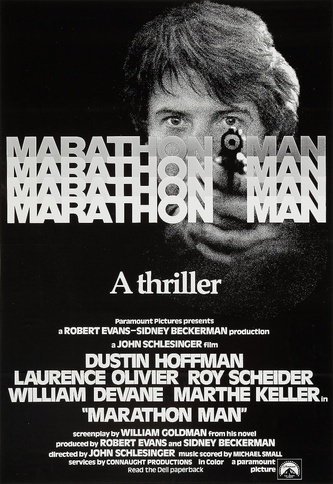 MARATHON MAN
MARATHON MAN
MARATHON MAN
MARATHON MAN
A thriller
Paramount Pictures presents
a ROBERT EVANS-SIDNEY BECKERMAN production
a JOHN SCHLESINGER film
DUSTIN HOFFMAN
LAURENCE OLIVIER ROY SCHEIDER
WILLIAM DEVANE MARTHE KELLER in
"MARATHON MAN"
screenplay by WILLIAM GOLDMAN from his novel
produced by ROBERT EVANS and SIDNEY BECKERMAN
directed by JOHN SCHLESINGER music scored by MICHAEL SMALL
services by CONNAUGHT PRODUCTIONS in Color a paramount picture
Read the Dell paperback